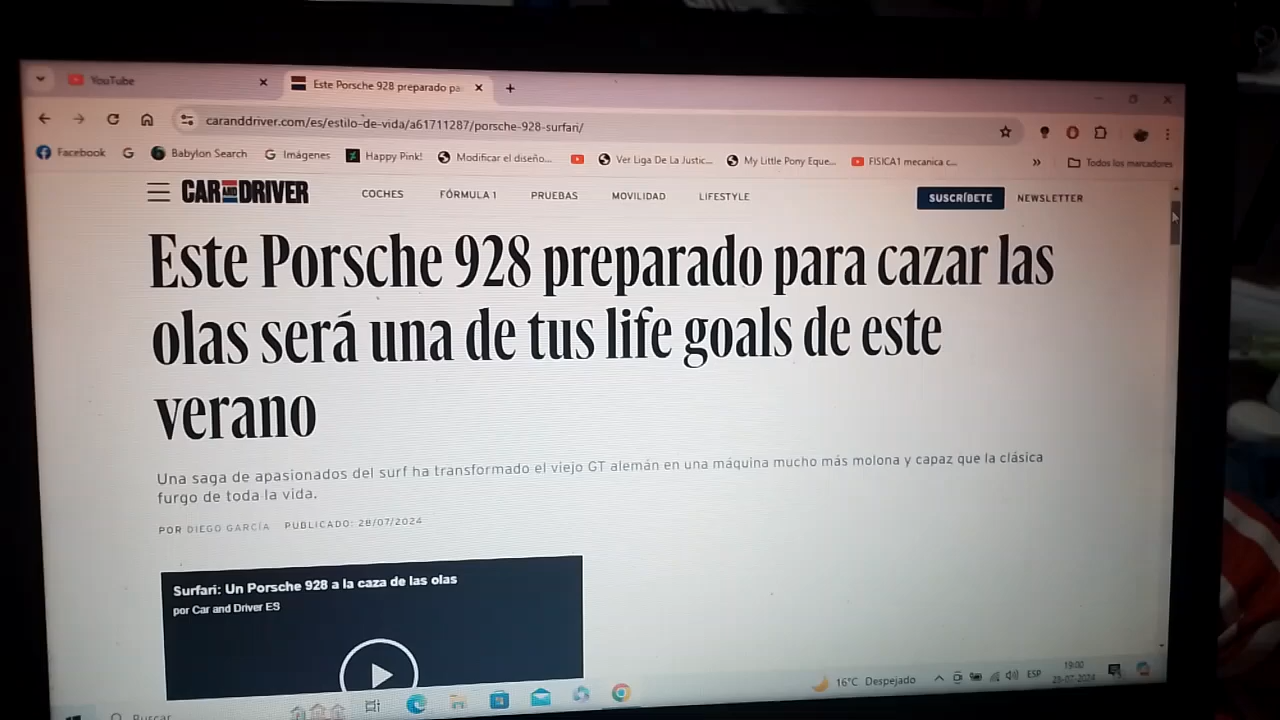 YouTube
Este Porsche 928 preparado pa
caranddriver.com/es/estilo-de-vida/a61711287/porsche-928-surfari/
Facebook G Babylon Search Imágenes Happy Pink! Modificar el diseño... Ver Liga De La Justic... My Little Pony Eque... FISICA1 mecanica c... Todos los marcadores
CAR AND DRIVER COCHES FÓRMULA 1 PRUEBAS MOVILIDAD LIFESTYLE SUSCRÍBETE NEWSLETTER
Este Porsche 928 preparado para cazar las
olas será una de tus life goals de este
verano
Una saga de apasionados del surf ha transformado el viejo GT alemán en una máquina mucho más molona y capaz que la clásica
furgo de toda la vida.
POR DIEGO GARCÍA PUBLICADO: 28/07/2024
Surfari: Un Porsche 928 a la caza de las olas
por Car and Driver ES
16°C Despejado ESP 19:00
28-07-2024
Buscar